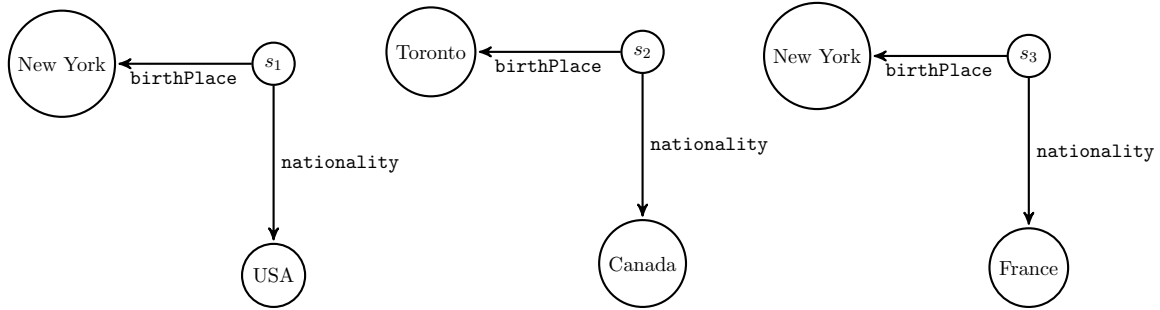 New York
s1
birthPlace
nationality
USA
Toronto
s2
birthPlace
nationality
Canada
New York
s3
birthPlace
nationality
France